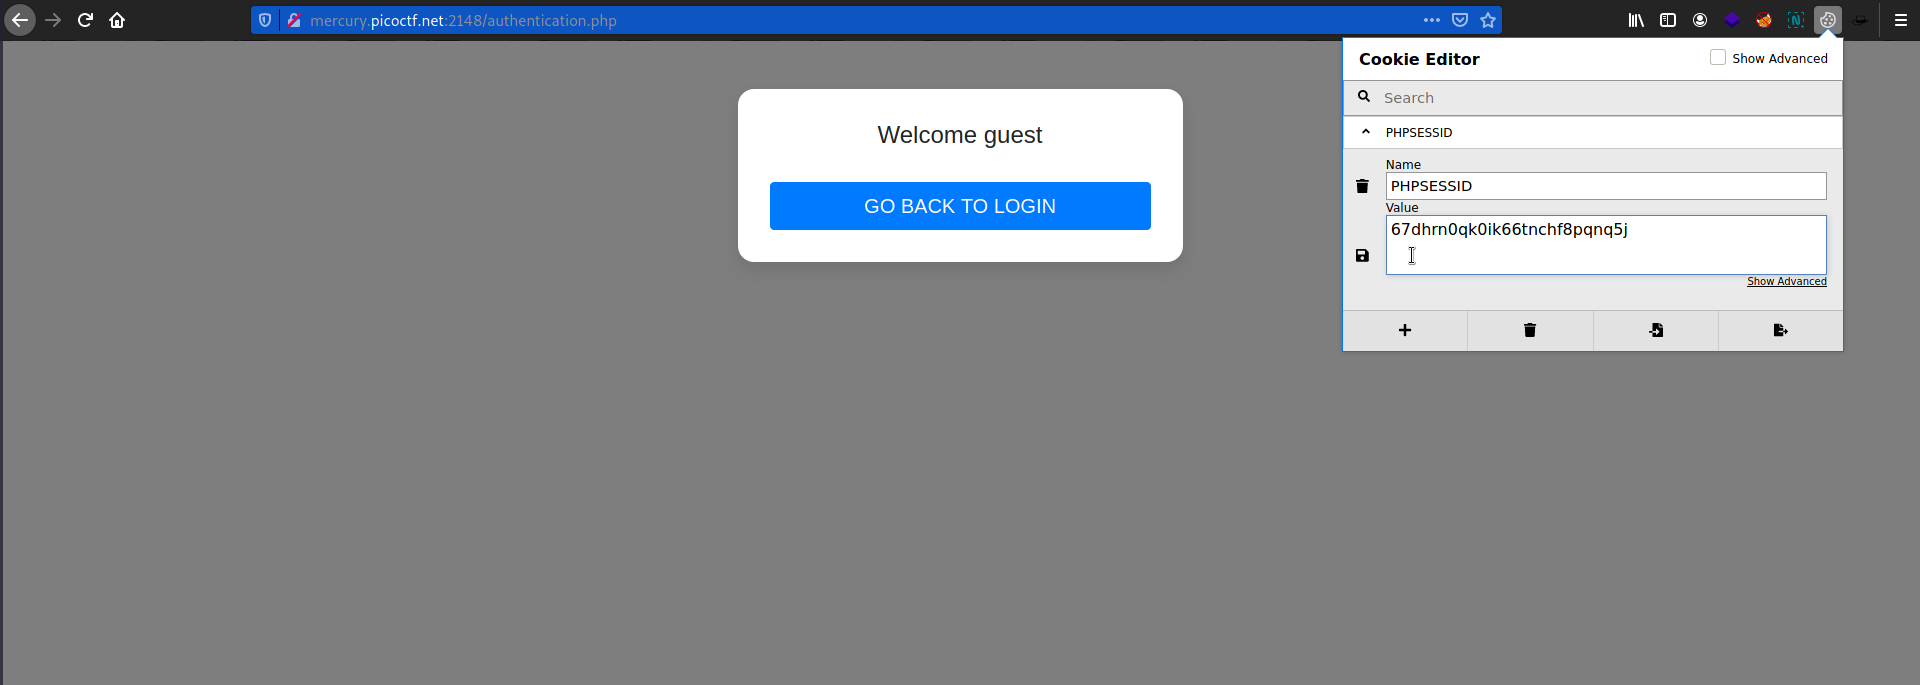 mercury.picoctf.net:2148/authentication.php
Cookie Editor
Show Advanced
Search
Welcome guest
PHPSESSID
Name
PHPSESSID
GO BACK TO LOGIN
Value
67dhrn0qk0ik66tnchf8pqnq5j
Show Advanced